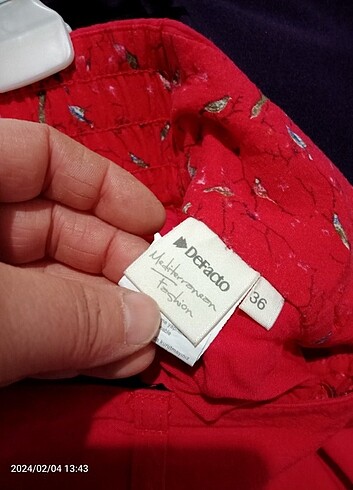 DeFacto
Mediterranean
Fashion
36
2024/02/04 13:43